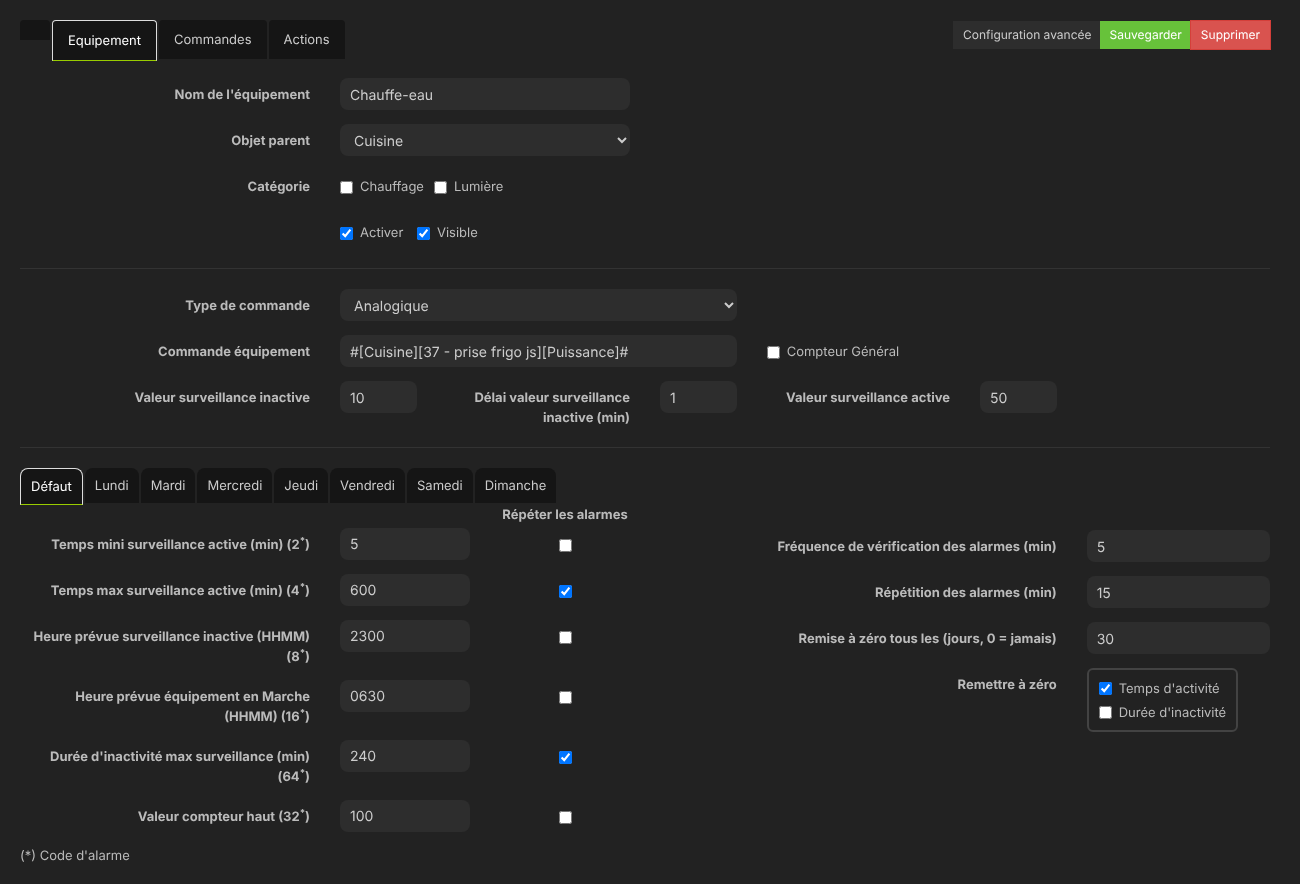 Equipement Commandes Actions Configuration avancée Sauvegarder Supprimer
Nom de l'équipement Chauffe-eau
Objet parent Cuisine
Catégorie Chauffage Lumière
Activer Visible
Type de commande Analogique
Commande équipement #[Cuisine][37 - prise frigo js][Puissance]# Compteur Général
Valeur surveillance inactive 10 Délai valeur surveillance inactive (min) 1 Valeur surveillance active 50
Défaut Lundi Mardi Mercredi Jeudi Vendredi Samedi Dimanche
Répéter les alarmes
Temps mini surveillance active (min) (2*) 5
Temps max surveillance active (min) (4*) 600
Heure prévue surveillance inactive (HHMM)
(8*) 2300
Heure prévue équipement en Marche
(HHMM) (16*) 0630
Durée d'inactivité max surveillance (min)
(64*) 240
Valeur compteur haut (32*) 100
Fréquence de vérification des alarmes (min) 5
Répétition des alarmes (min) 15
Remise à zéro tous les (jours, 0 = jamais) 30
Remettre à zéro Temps d'activité
Durée d'inactivité
(*) Code d'alarme